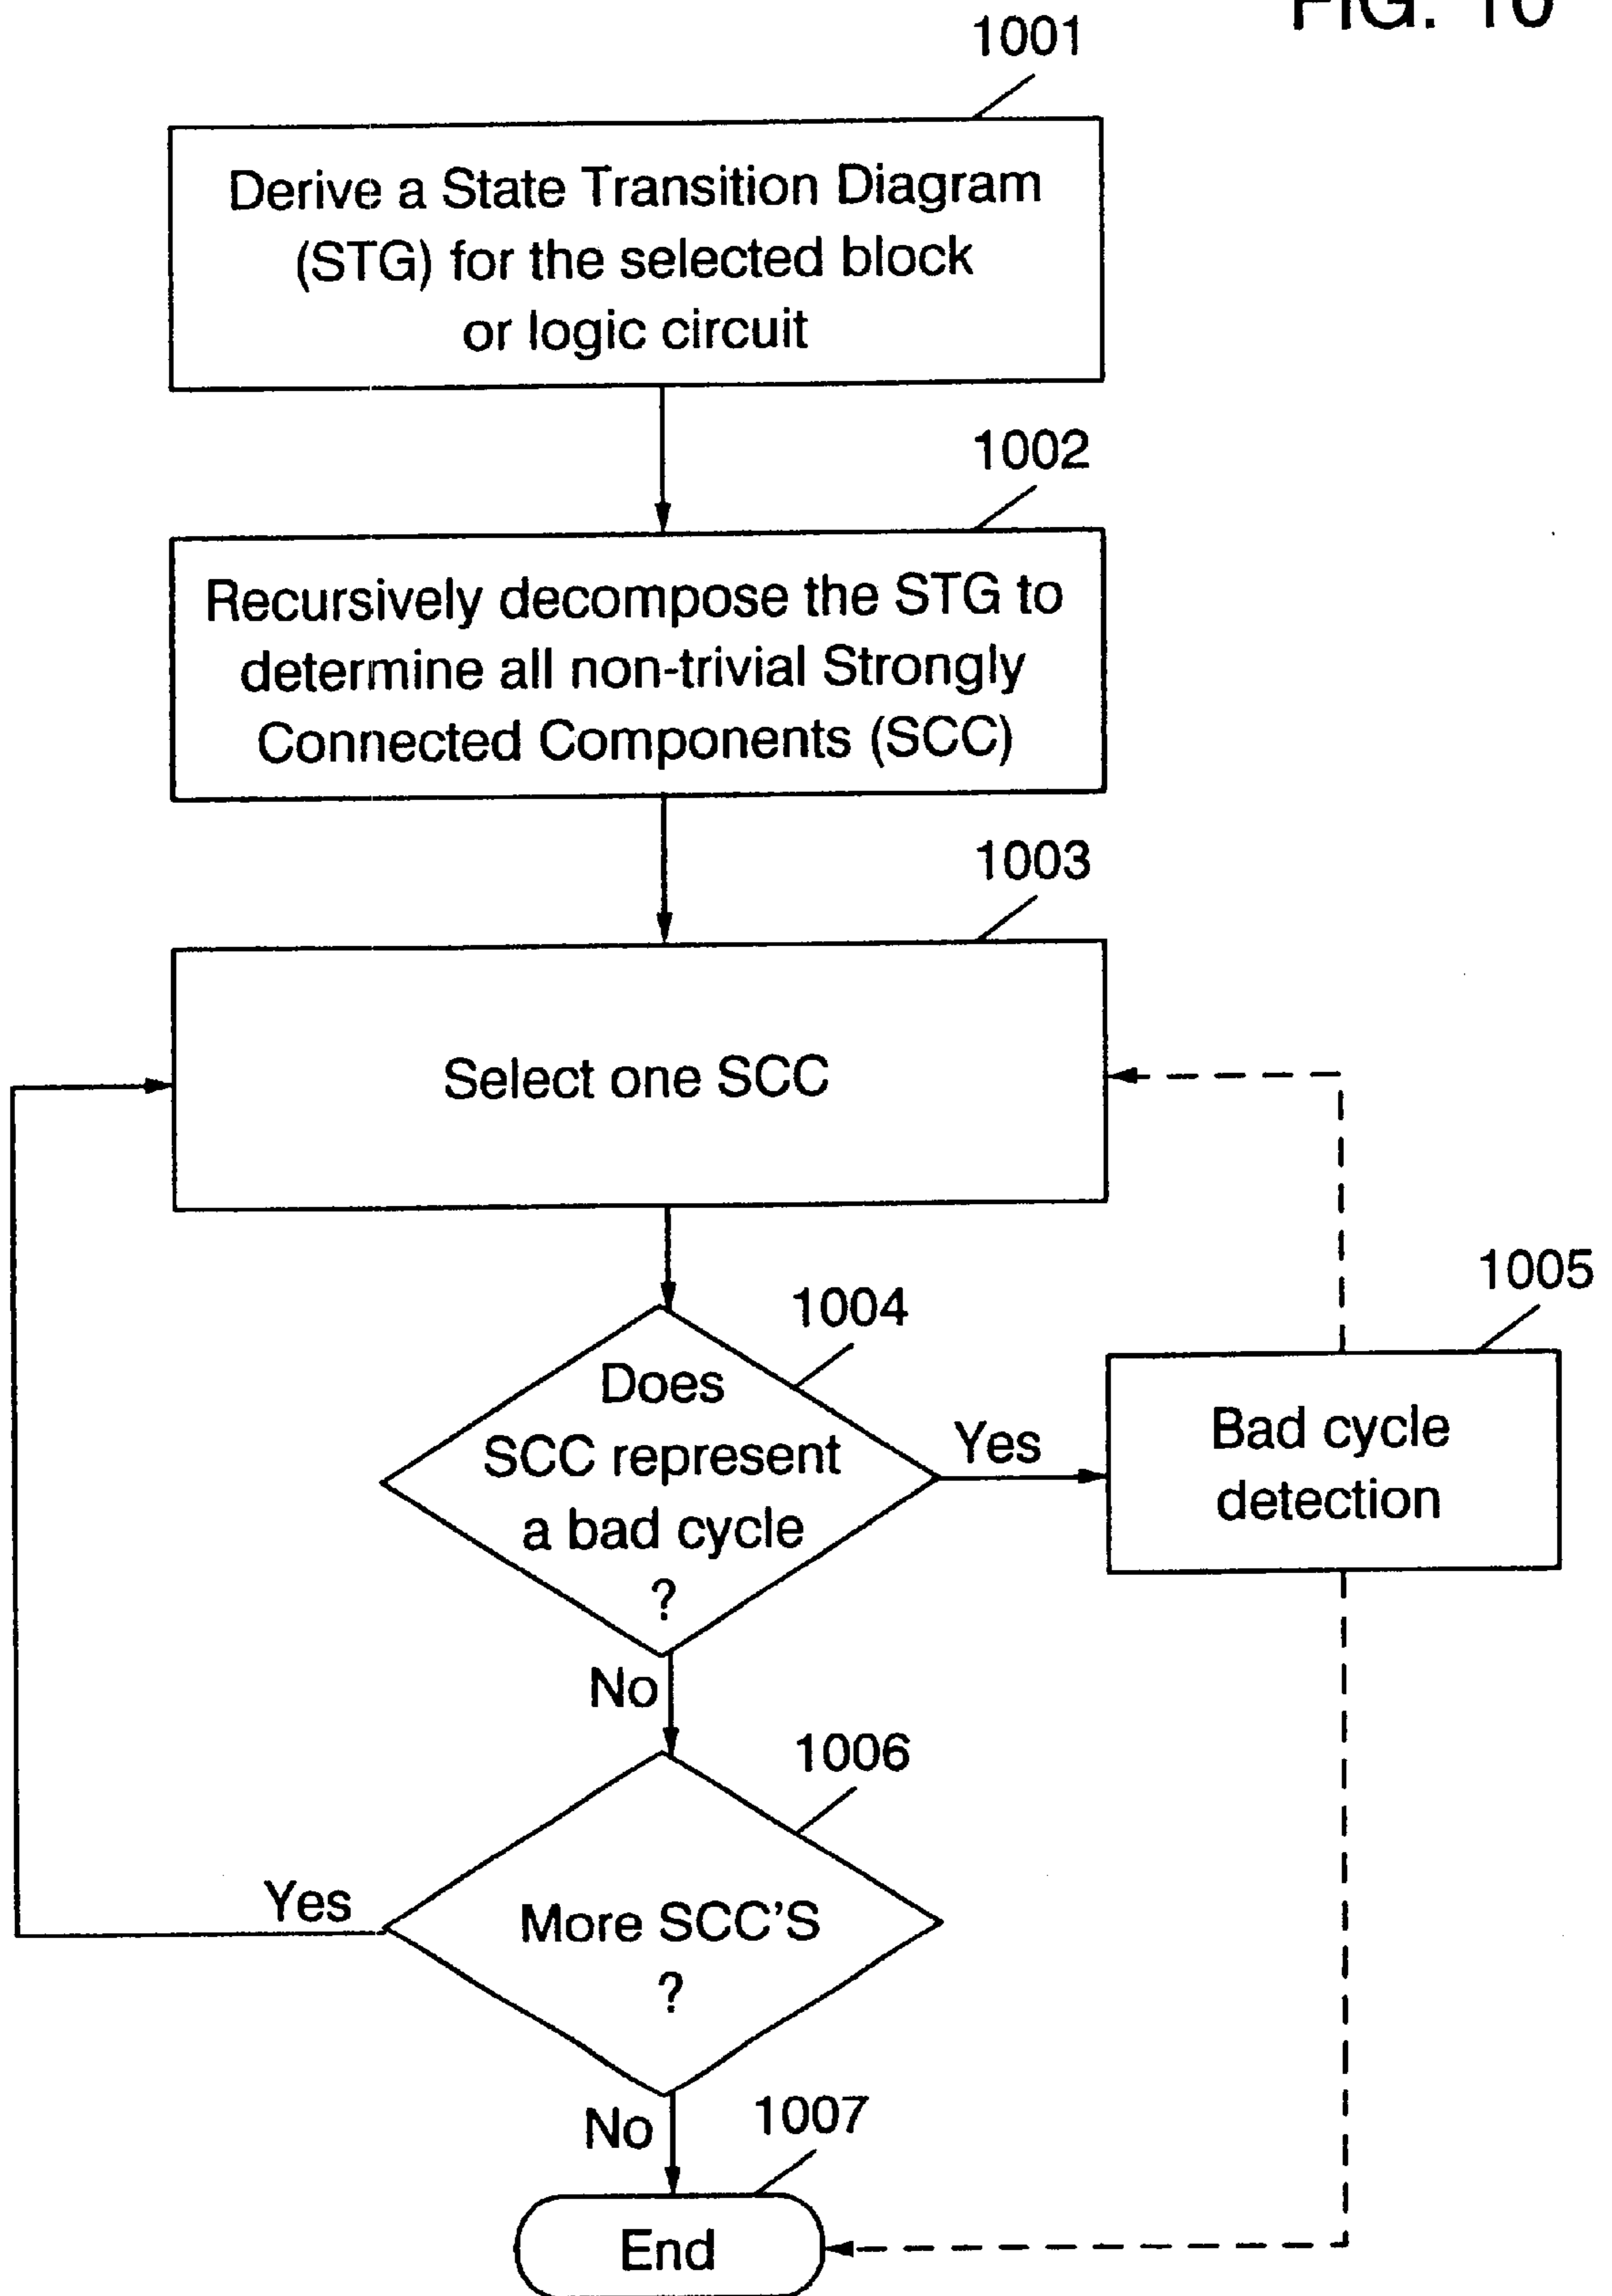 FIG. 10
1001
Derive a State Transition Diagram
(STG) for the selected block
or logic circuit
1002
Recursively decompose the STG to
determine all non-trivial Strongly
Connected Components (SCC)
1003
Select one SCC
1004
Does
SCC represent
a bad cycle
?
Yes
1005
Bad cycle
detection
No
1006
More SCC'S
?
Yes
No
1007
End